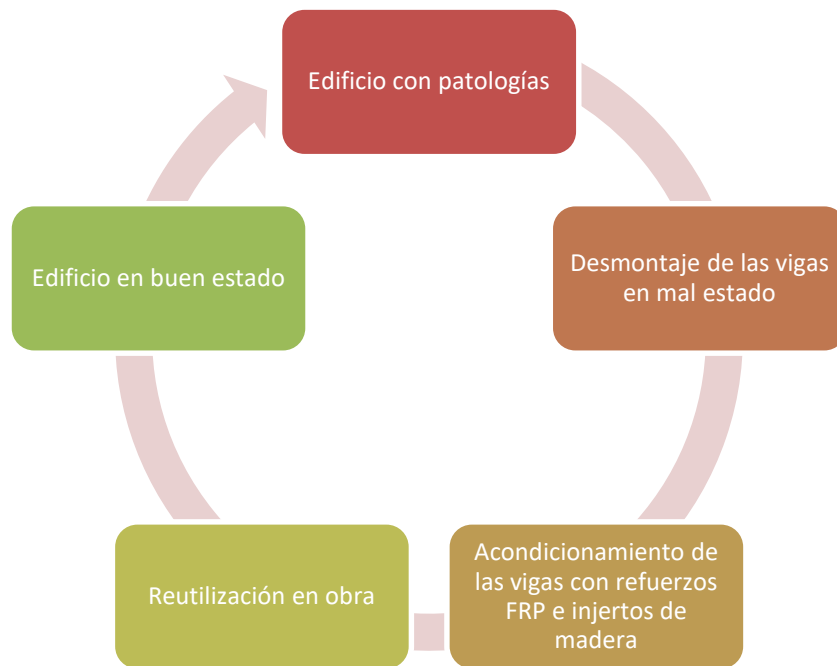 Edificio con patologías
Desmontaje de las vigas
en mal estado
Acondicionamiento de
las vigas con refuerzos
FRP e injertos de
madera
Reutilización en obra
Edificio en buen estado